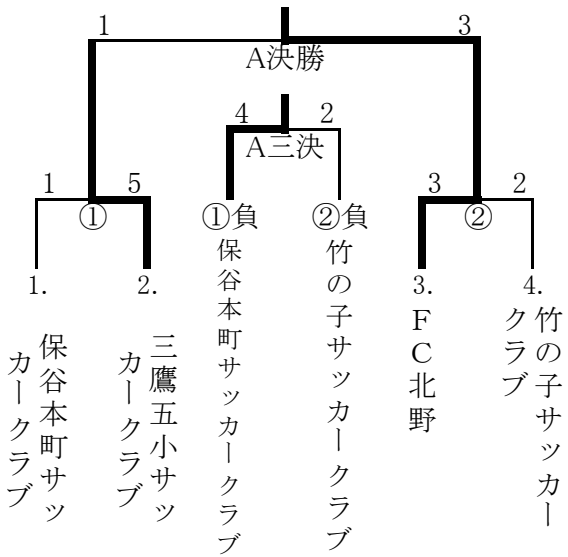 1
3
A決勝
4
2
A三決
1
5
①
①負
②負
3
2
②
1.
2.
3.
4.
保谷本町サッ
カークラブ
三鷹五小サッ
カークラブ
保谷本町サッカークラブ
竹の子サッカークラブ
FC北野
竹の子サッカー
クラブ